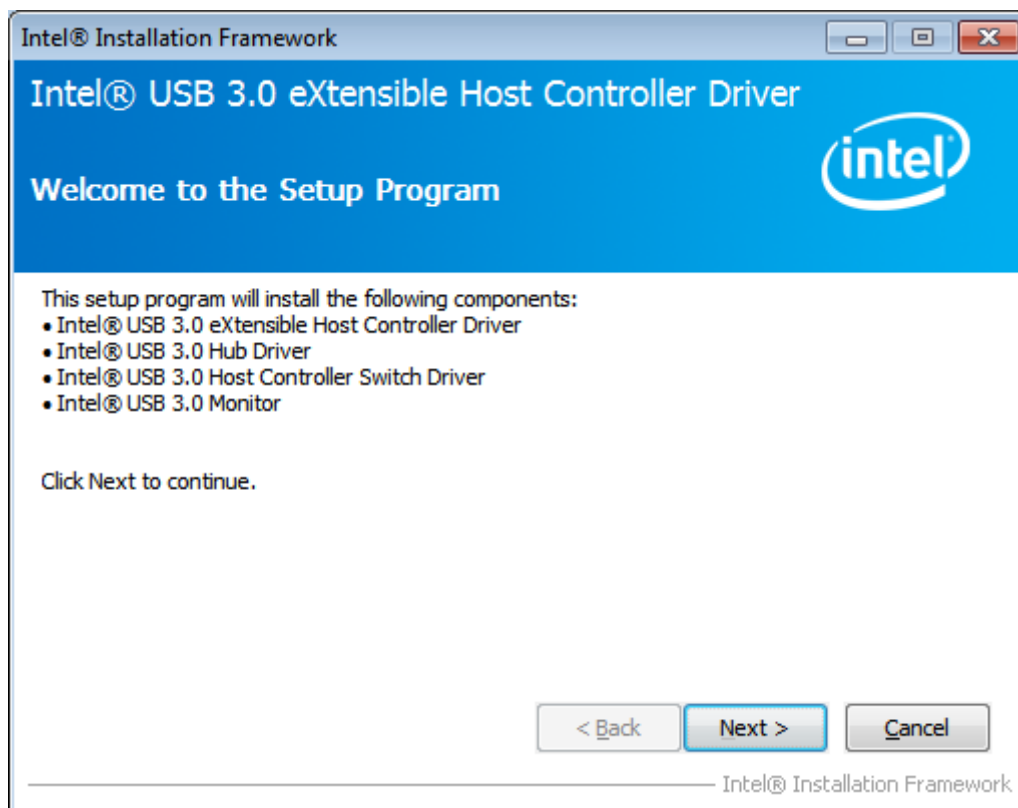 Intel® Installation Framework
Intel® USB 3.0 eXtensible Host Controller Driver
intel®
Welcome to the Setup Program
This setup program will install the following components:
• Intel® USB 3.0 eXtensible Host Controller Driver
• Intel® USB 3.0 Hub Driver
• Intel® USB 3.0 Host Controller Switch Driver
• Intel® USB 3.0 Monitor
Click Next to continue.
< Back Next > Cancel
Intel® Installation Framework